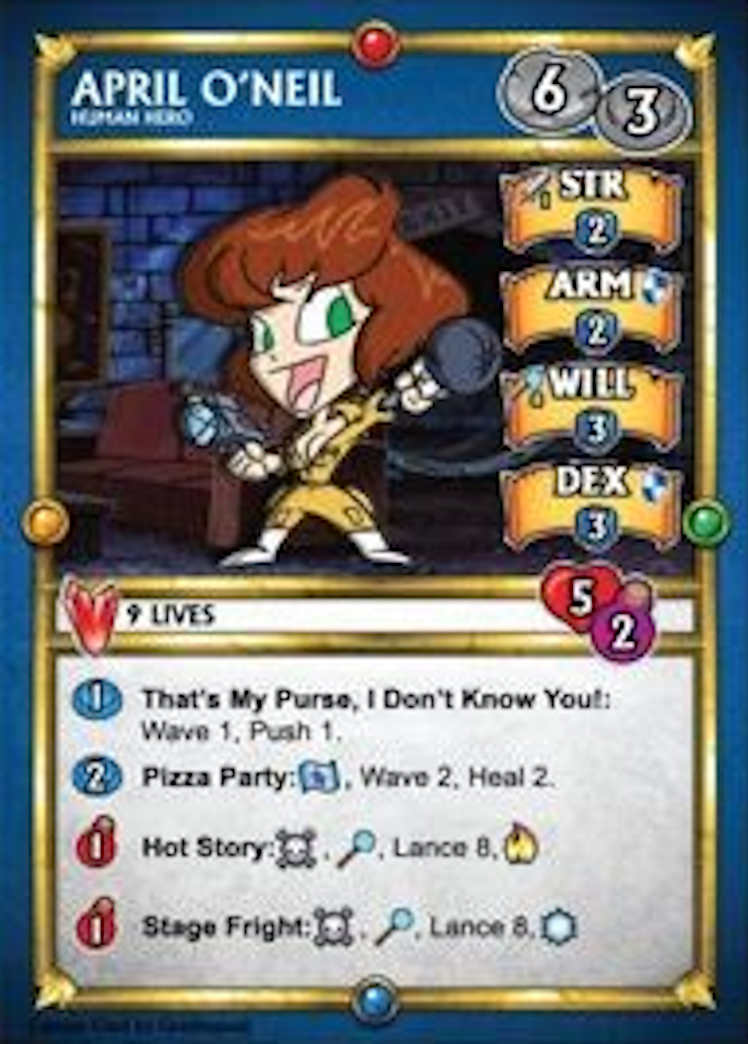 APRIL O'NEIL
HUMAN HERO
6 3
STR
2
ARM
2
WILL
3
DEX
3
9 LIVES
5
2
1 That's My Purse, I Don't Know You!:
Wave 1, Push 1.
2 Pizza Party: , Wave 2, Heal 2.
1 Hot Story: , , Lance 8,
1 Stage Fright: , , Lance 8,